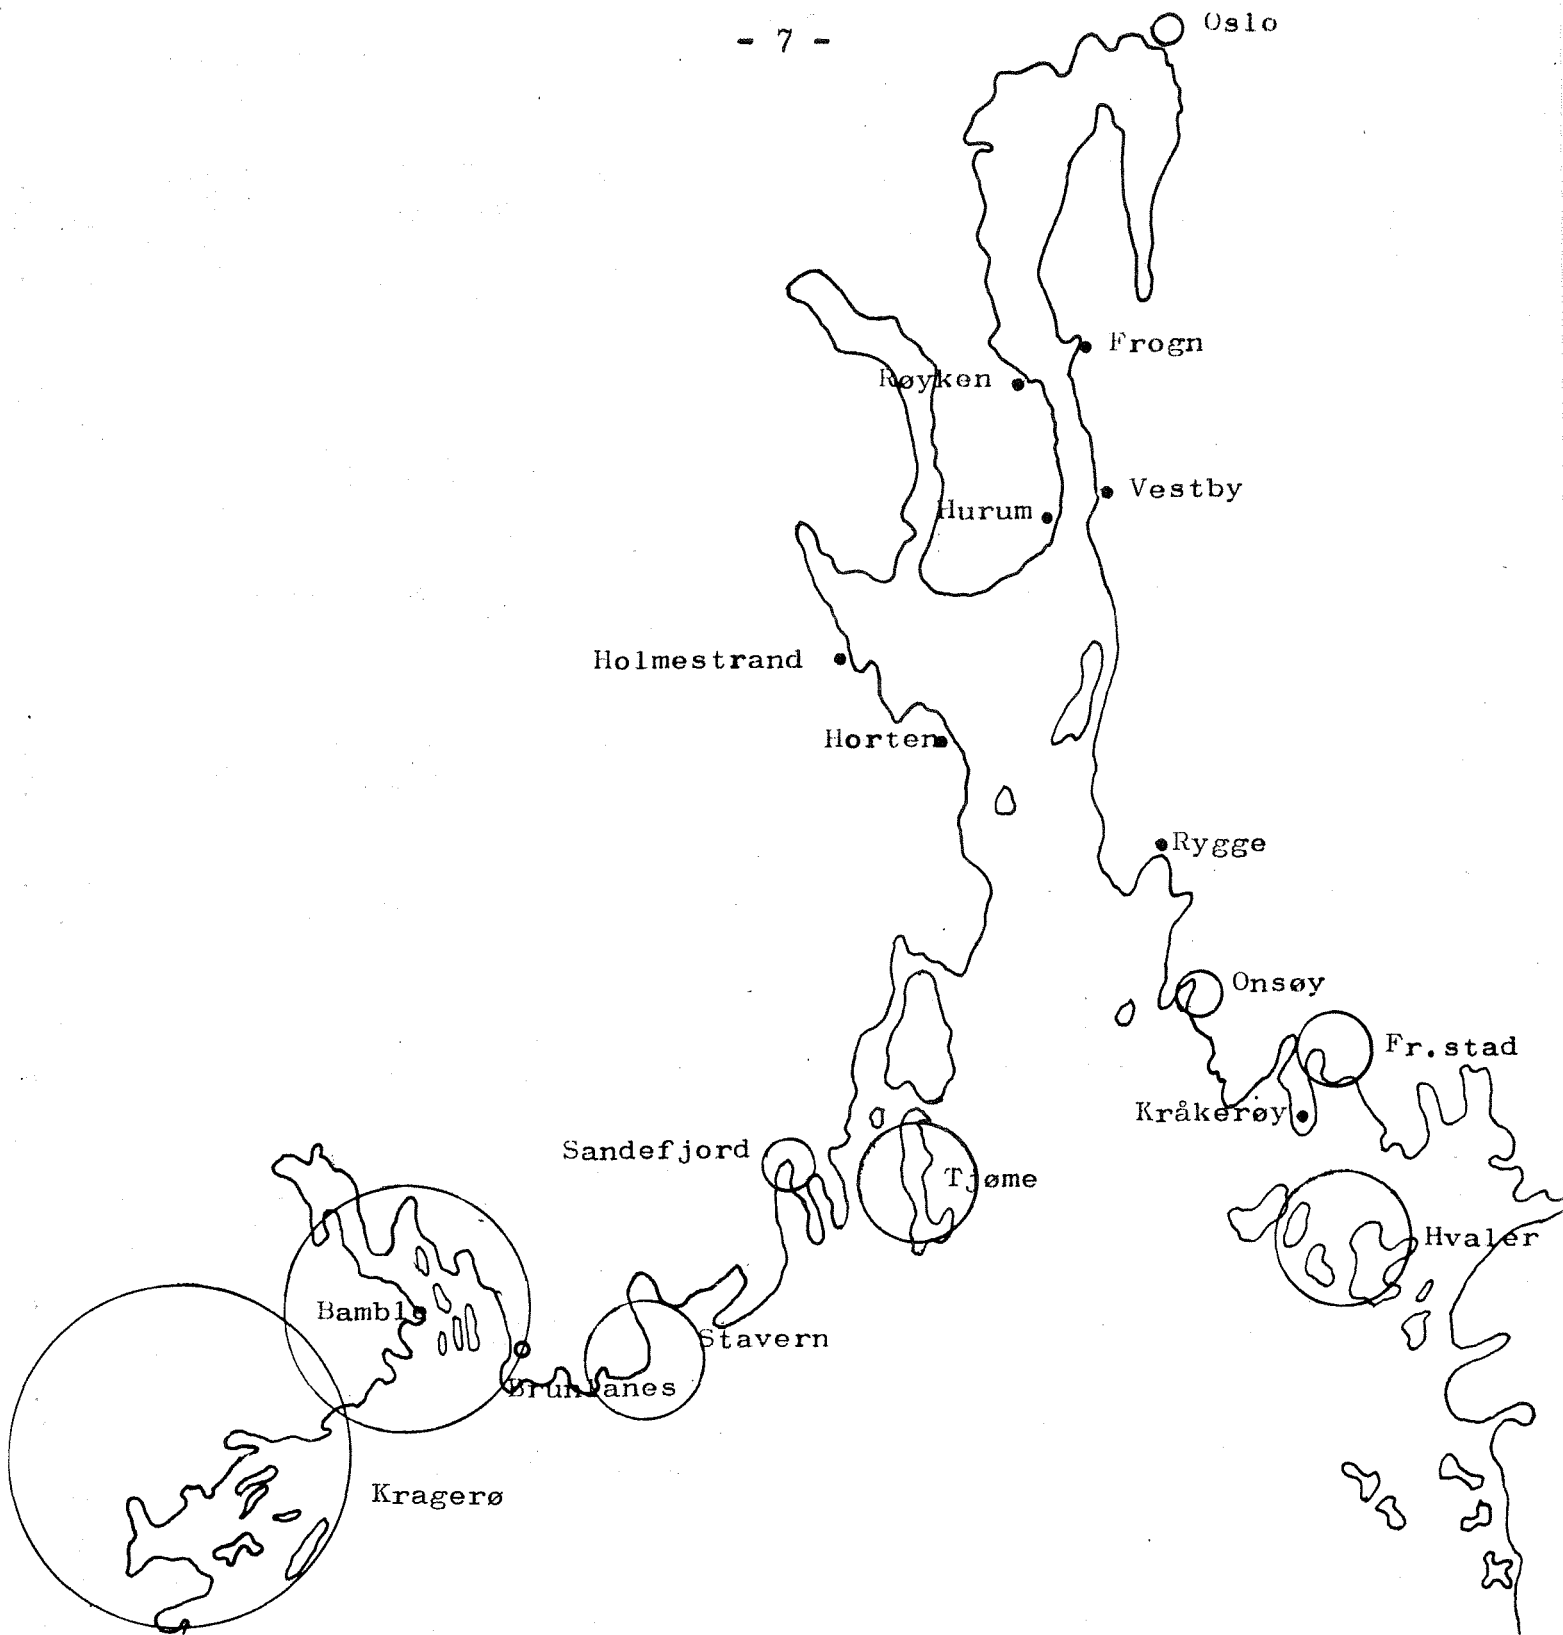 - 7 -
Oslo
Frogn
Røyken
Vestby
Hurum
Holmestrand
Horten
Rygge
Onsøy
Fr.stad
Kråkerøy
Sandefjord
Tjøme
Hvaler
Bamble
Stavern
Brunlanes
Kragerø